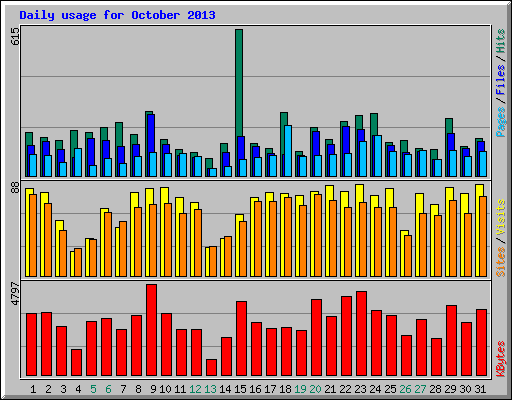 Daily usage for October 2013
615
Pages / Files / Hits
88
Sites / Visits
4797
KBytes
1 2 3 4 5 6 7 8 9 10 11 12 13 14 15 16 17 18 19 20 21 22 23 24 25 26 27 28 29 30 31